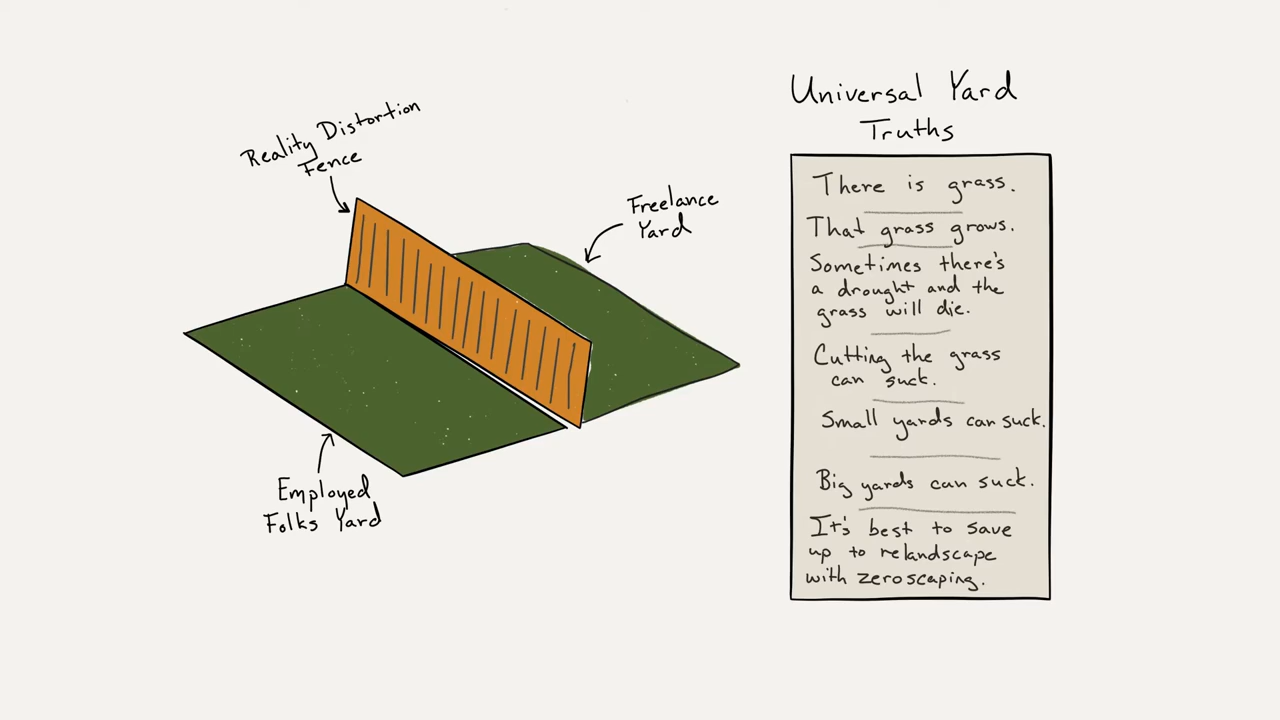 Reality Distortion
Fence
Freelance
Yard
Employed
Folks Yard
Universal Yard
Truths
There is grass.
That grass grows.
Sometimes there's
a drought and the
grass will die.
Cutting the grass
can suck.
Small yards can suck.
Big yards can suck.
It's best to save
up to relandscape
with zeroscaping.